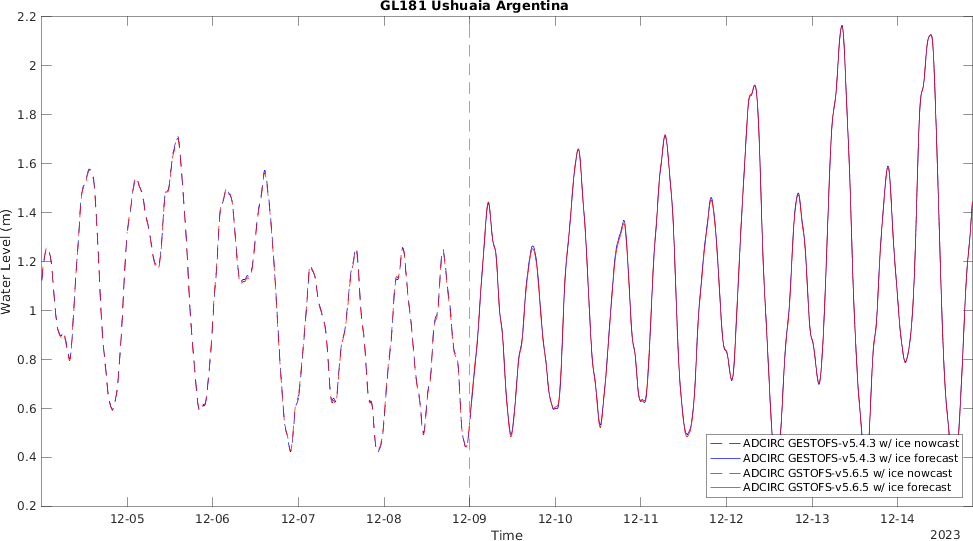 GL181 Ushuaia Argentina
2.2
2
1.8
1.6
1.4
1.2
1
0.8
0.6
0.4
0.2
Water Level (m)
12-05 12-06 12-07 12-08 12-09 12-10 12-11 12-12 12-13 12-14
Time
2023
ADCIRC GESTOFS-v5.4.3 w/ ice nowcast
ADCIRC GESTOFS-v5.4.3 w/ ice forecast
ADCIRC GSTOFS-v5.6.5 w/ ice nowcast
ADCIRC GSTOFS-v5.6.5 w/ ice forecast